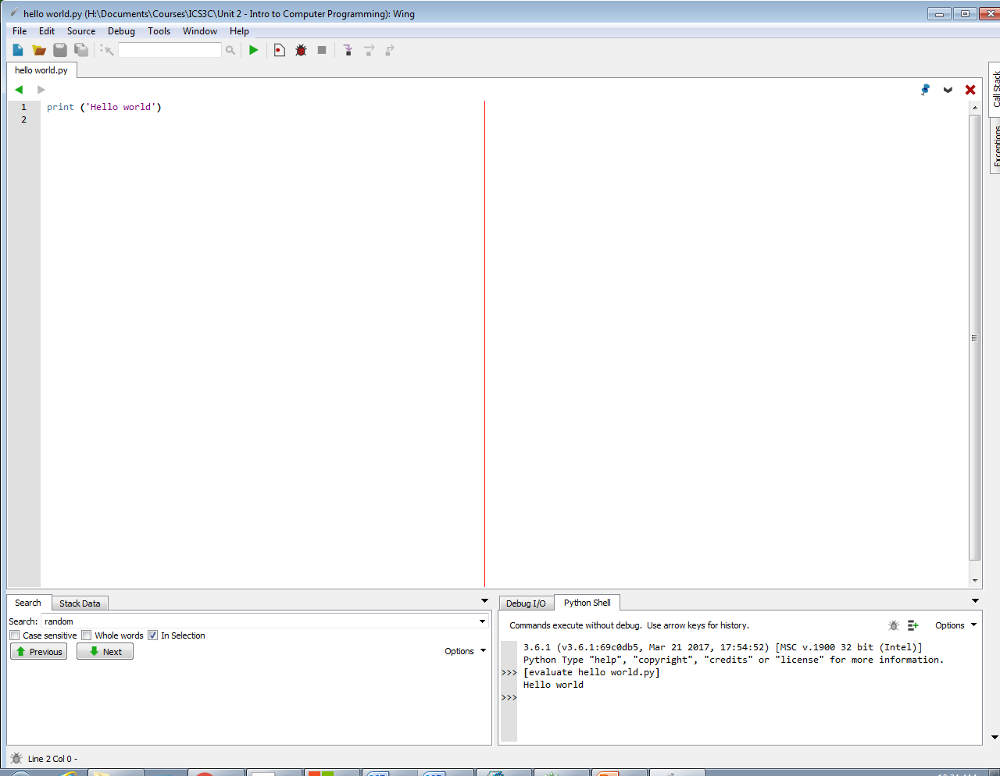 hello world.py (H:\Documents\Courses\ICS3C\Unit 2 - Intro to Computer Programming): Wing
File Edit Source Debug Tools Window Help
hello world.py
1 print ('Hello world')
2
Call Stack
Exceptions
Search Stack Data
Search: random
Case sensitive Whole words In Selection
Previous Next Options
Debug I/O Python Shell
Commands execute without debug. Use arrow keys for history. Options
3.6.1 (v3.6.1:69c0db5, Mar 21 2017, 17:54:52) [MSC v.1900 32 bit (Intel)]
Python Type "help", "copyright", "credits" or "license" for more information.
>>> [evaluate hello world.py]
Hello world
>>>
Line 2 Col 0 -